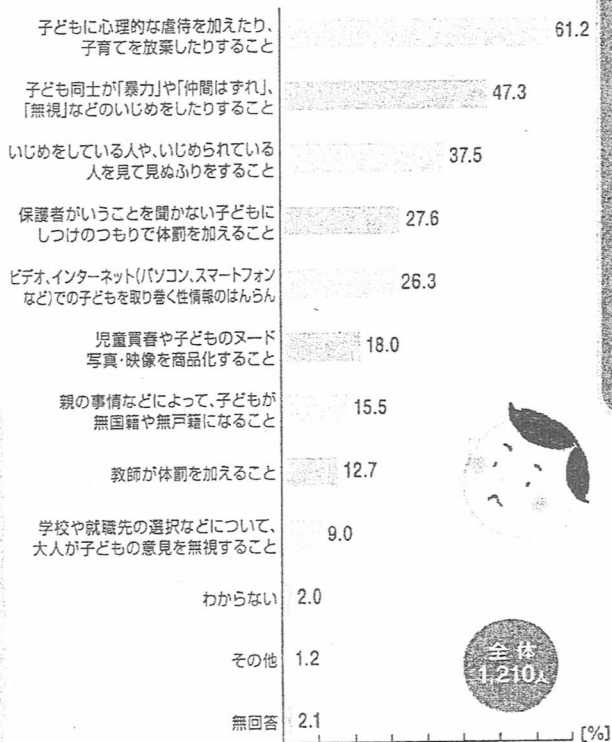 子どもに心理的な虐待を加えたり、
子育てを放棄したりすること
61.2
子ども同士が「暴力」や「仲間はずれ」、
「無視」などのいじめをしたりすること
47.3
いじめをしている人や、いじめられている
人を見て見ぬふりをすること
37.5
保護者がいうことを聞かない子どもに
しつけのつもりで体罰を加えること
27.6
ビデオ、インターネット(パソコン、スマートフォン
など)での子どもを取り巻く性情報のはんらん
26.3
児童買春や子どものヌード
写真・映像を商品化すること
18.0
親の事情などによって、子どもが
無国籍や無戸籍になること
15.5
教師が体罰を加えること
12.7
学校や就職先の選択などについて、
大人が子どもの意見を無視すること
9.0
わからない
2.0
その他
1.2
無回答
2.1
全体
1,210人
[%]